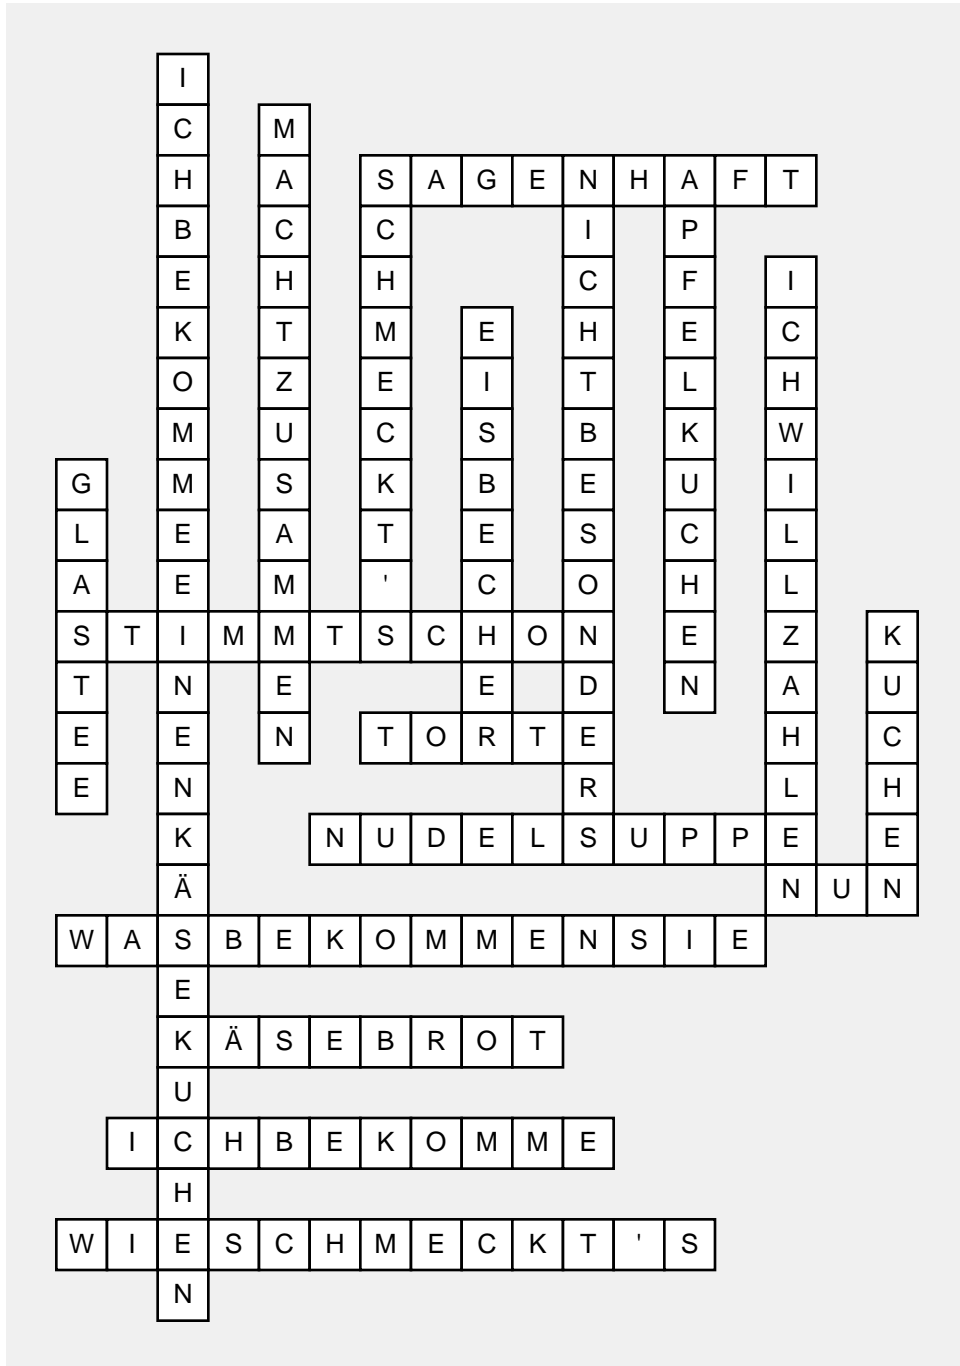 ICHBEKOMMEEINENKÄSEKUCHEN
MACHTZUSAMMEN
SAGENHAFT
SCHMECKT'S
NICHTBESONDERS
APFELKUCHEN
ICHWILLZAHLEN
EISBECHER
GLASTEE
STIMMTSCHON
KUCHEN
TORTE
NUDELSUPPE
NUN
WASBEKOMMENSIE
KÄSEBROT
ICHBEKOMME
WIESCHMECKT'S